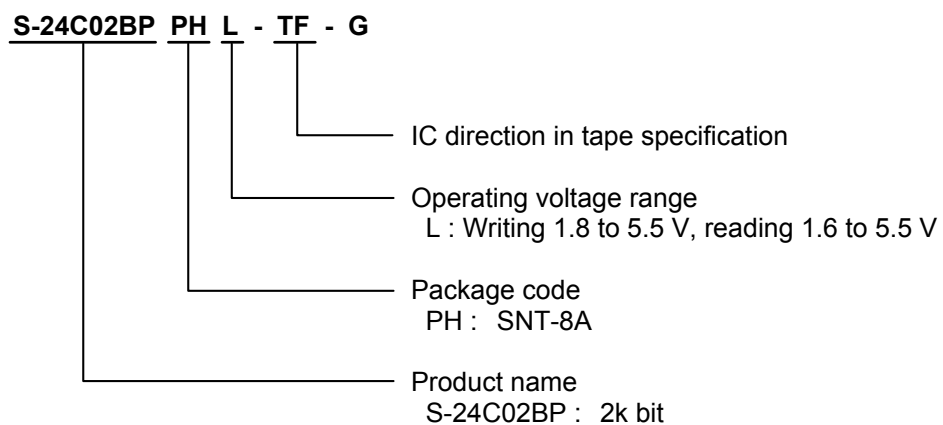 S-24C02BP PH L - TF - G
IC direction in tape specification
Operating voltage range
L : Writing 1.8 to 5.5 V, reading 1.6 to 5.5 V
Package code
PH : SNT-8A
Product name
S-24C02BP : 2k bit